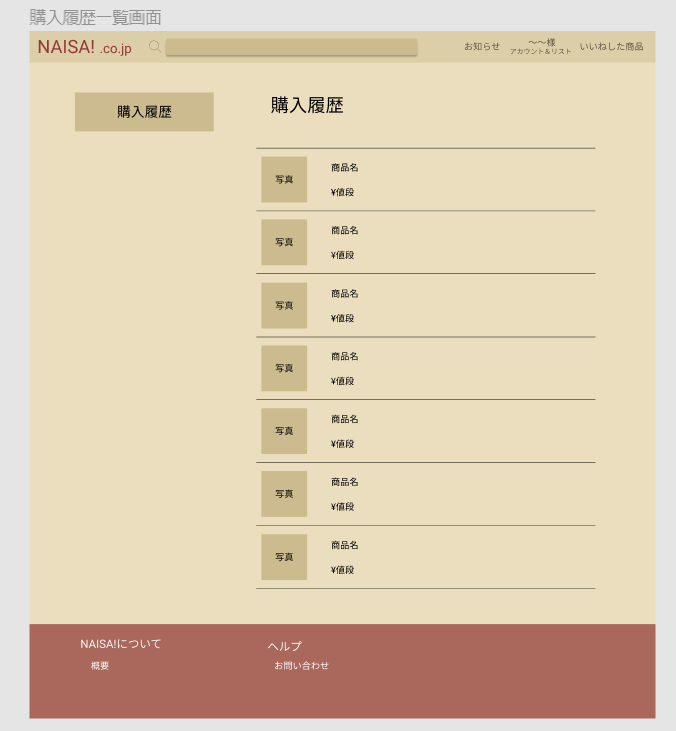 購入履歴一覧画面
NAISA! .co.jp
お知らせ
〜〜様
アカウント＆リスト
いいねした商品
購入履歴
購入履歴
写真
商品名
¥値段
写真
商品名
¥値段
写真
商品名
¥値段
写真
商品名
¥値段
写真
商品名
¥値段
写真
商品名
¥値段
写真
商品名
¥値段
NAISA!について
概要
ヘルプ
お問い合わせ